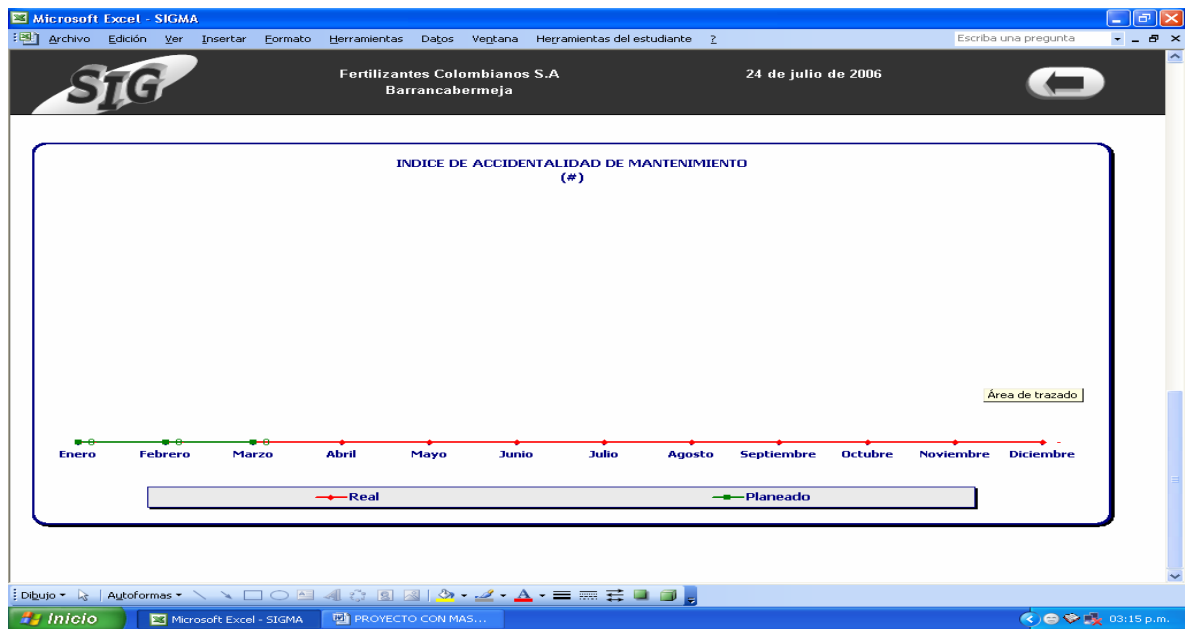 Microsoft Excel - SIGMA
Archivo Edición Ver Insertar Formato Herramientas Datos Ventana Herramientas del estudiante ? Escriba una pregunta
SIG
Fertilizantes Colombianos S.A 24 de julio de 2006
Barrancabermeja
INDICE DE ACCIDENTALIDAD DE MANTENIMIENTO
(#)
Área de trazado
0 0 0 -
Enero Febrero Marzo Abril Mayo Junio Julio Agosto Septiembre Octubre Noviembre Diciembre
Real Planeado
Dibujo Autoformas
Inicio Microsoft Excel - SIGMA PROYECTO CON MAS... 03:15 p.m.